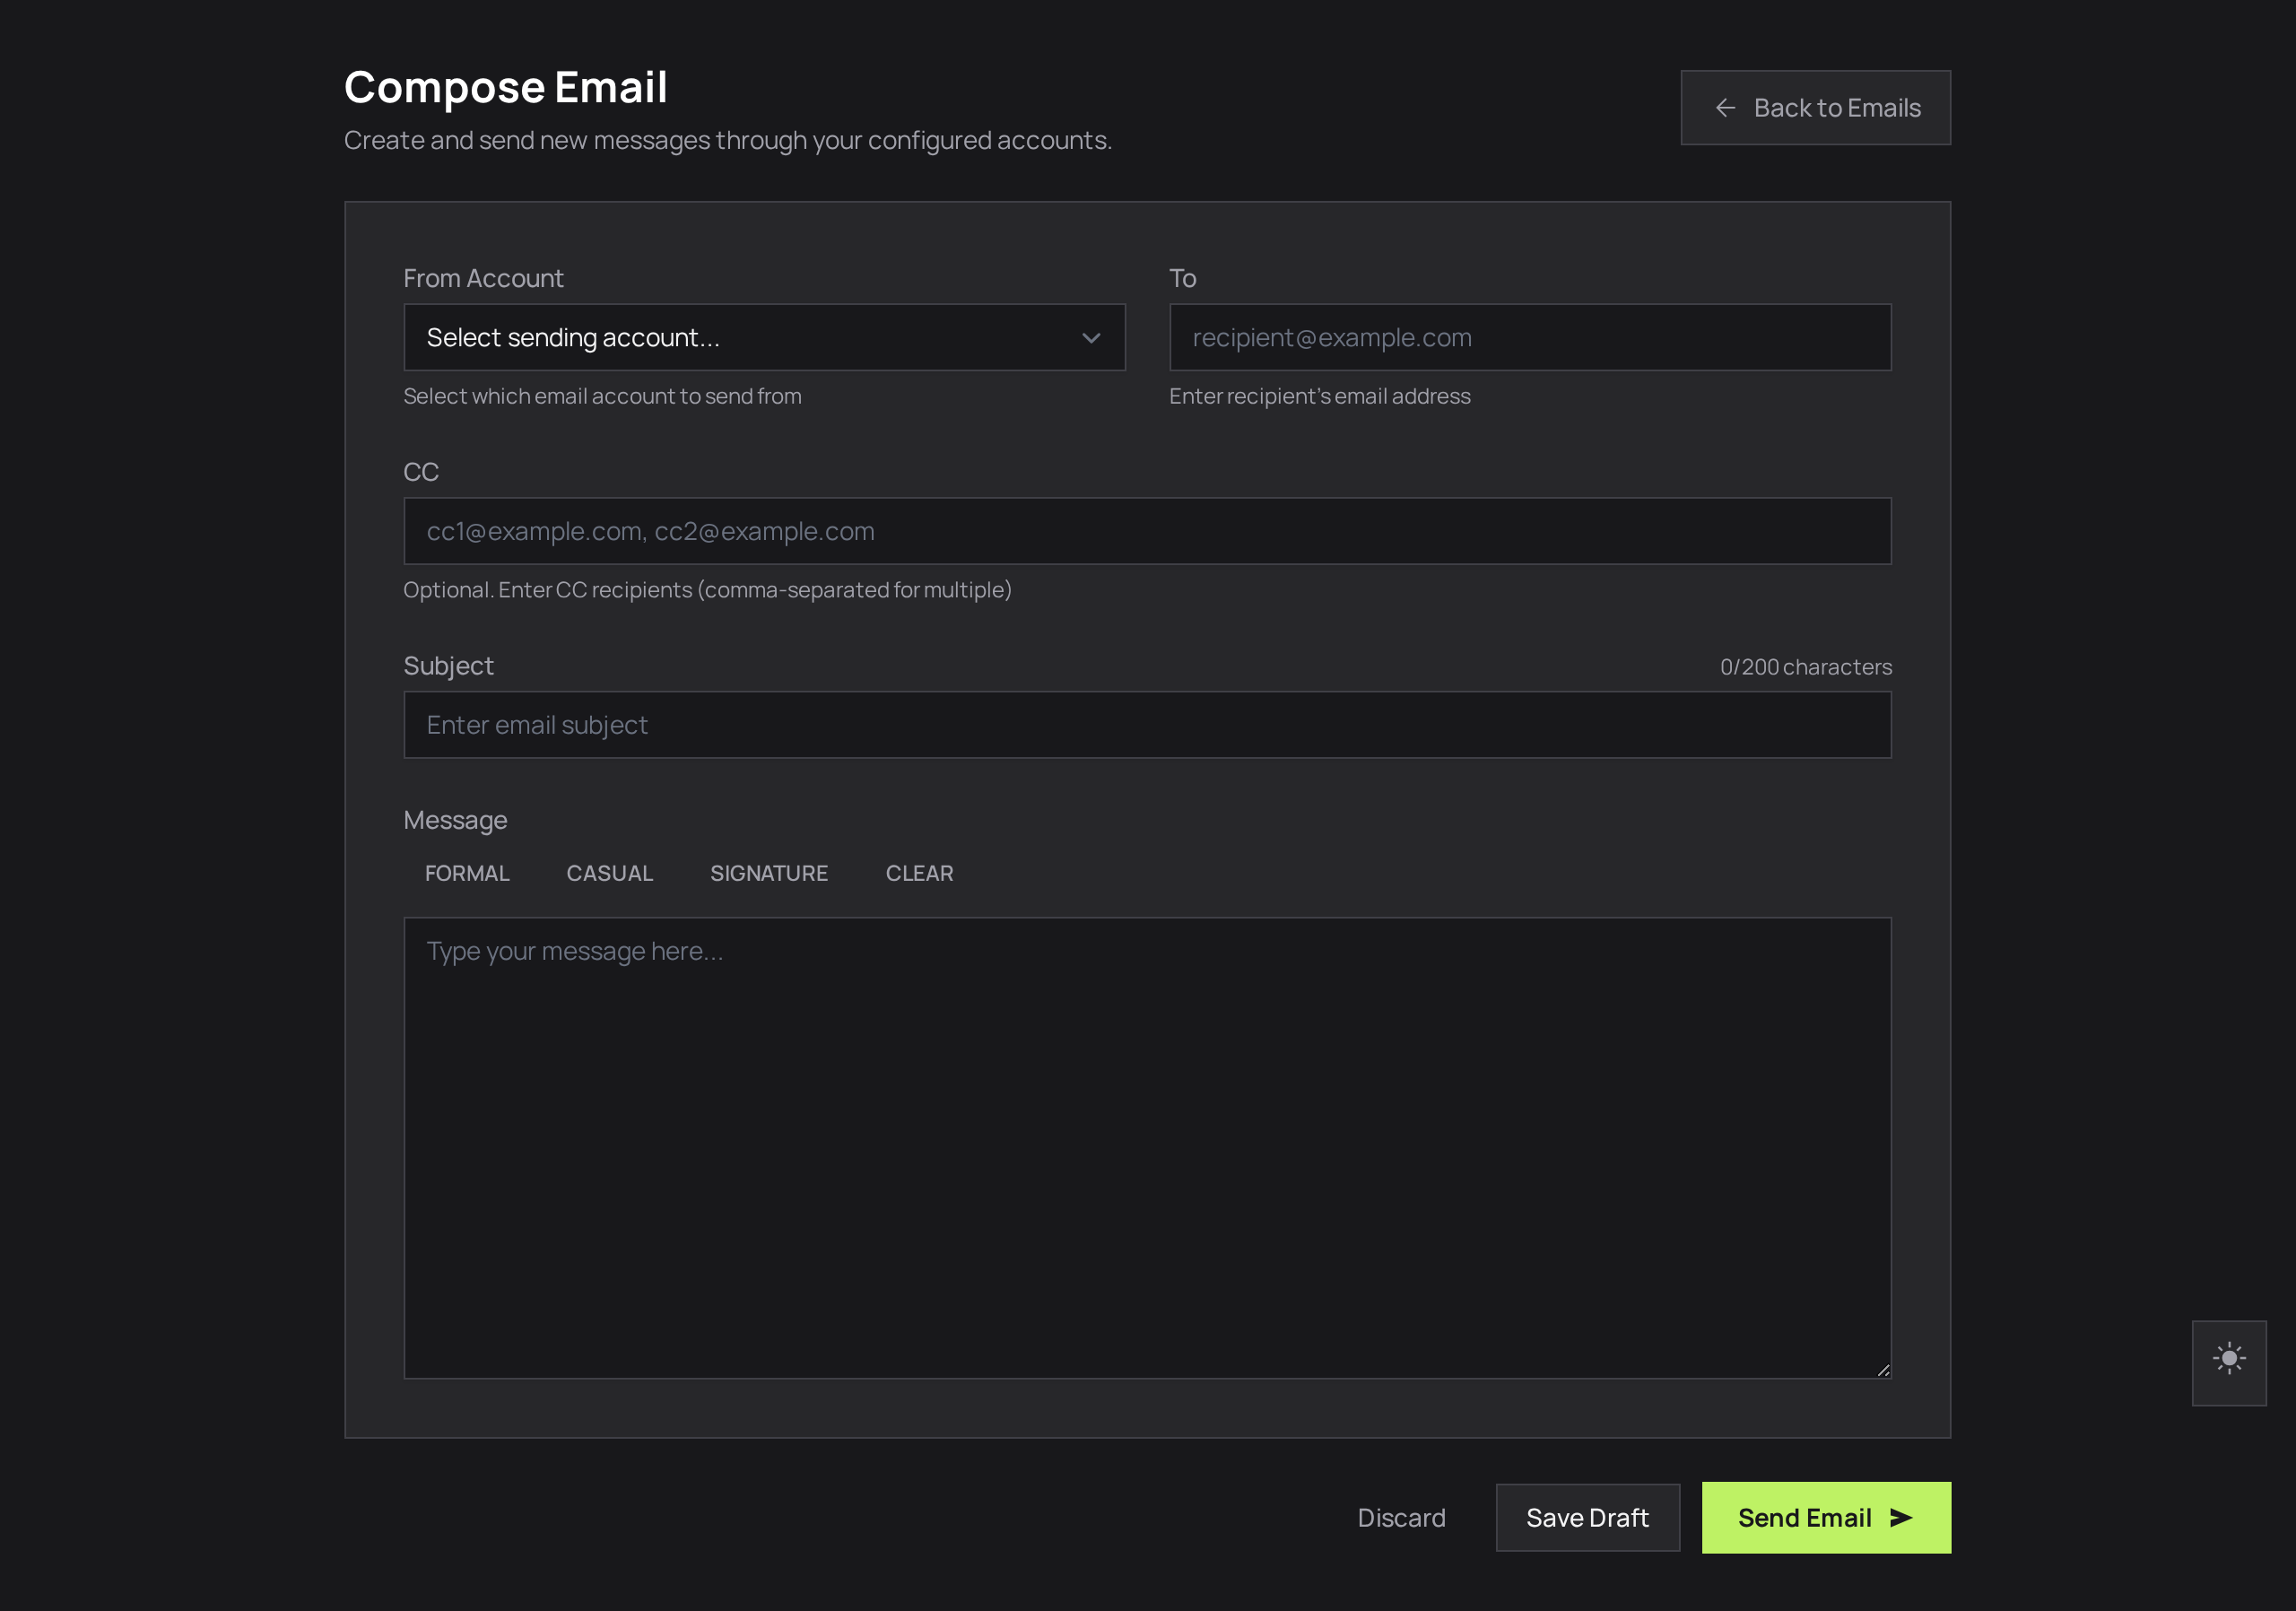 Compose Email
Create and send new messages through your configured accounts.
Back to Emails
From Account
Select sending account...
Select which email account to send from
To
recipient@example.com
Enter recipient's email address
CC
cc1@example.com, cc2@example.com
Optional. Enter CC recipients (comma-separated for multiple)
Subject
0/200 characters
Enter email subject
Message
FORMAL CASUAL SIGNATURE CLEAR
Type your message here...
Discard Save Draft Send Email